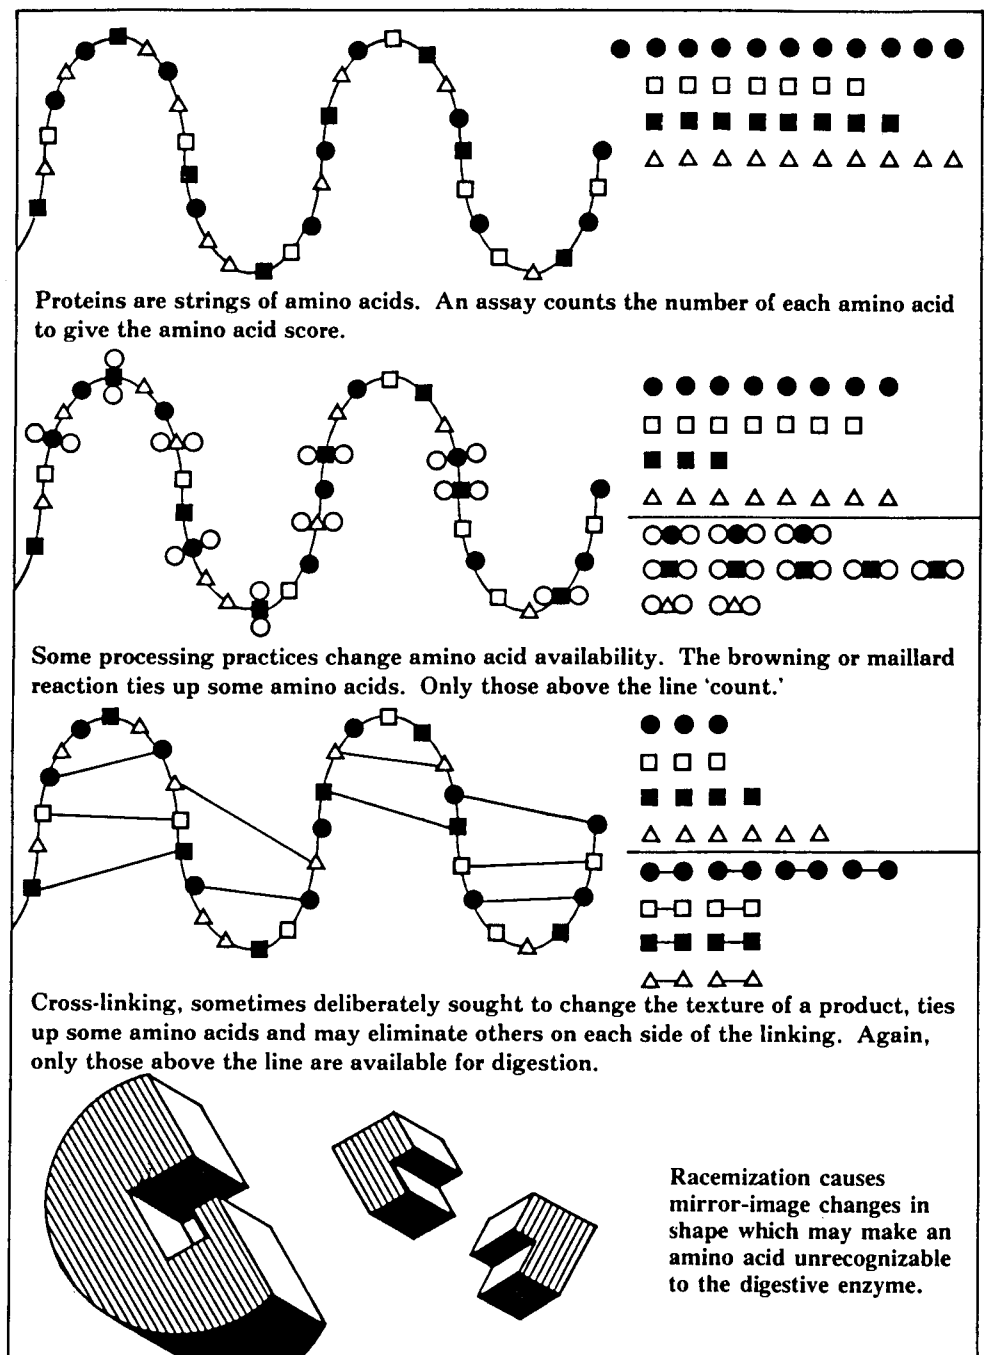 Proteins are strings of amino acids. An assay counts the number of each amino acid
to give the amino acid score.
Some processing practices change amino acid availability. The browning or maillard
reaction ties up some amino acids. Only those above the line ‘count.’
Cross-linking, sometimes deliberately sought to change the texture of a product, ties
up some amino acids and may eliminate others on each side of the linking. Again,
only those above the line are available for digestion.
Racemization causes
mirror-image changes in
shape which may make an
amino acid unrecognizable
to the digestive enzyme.